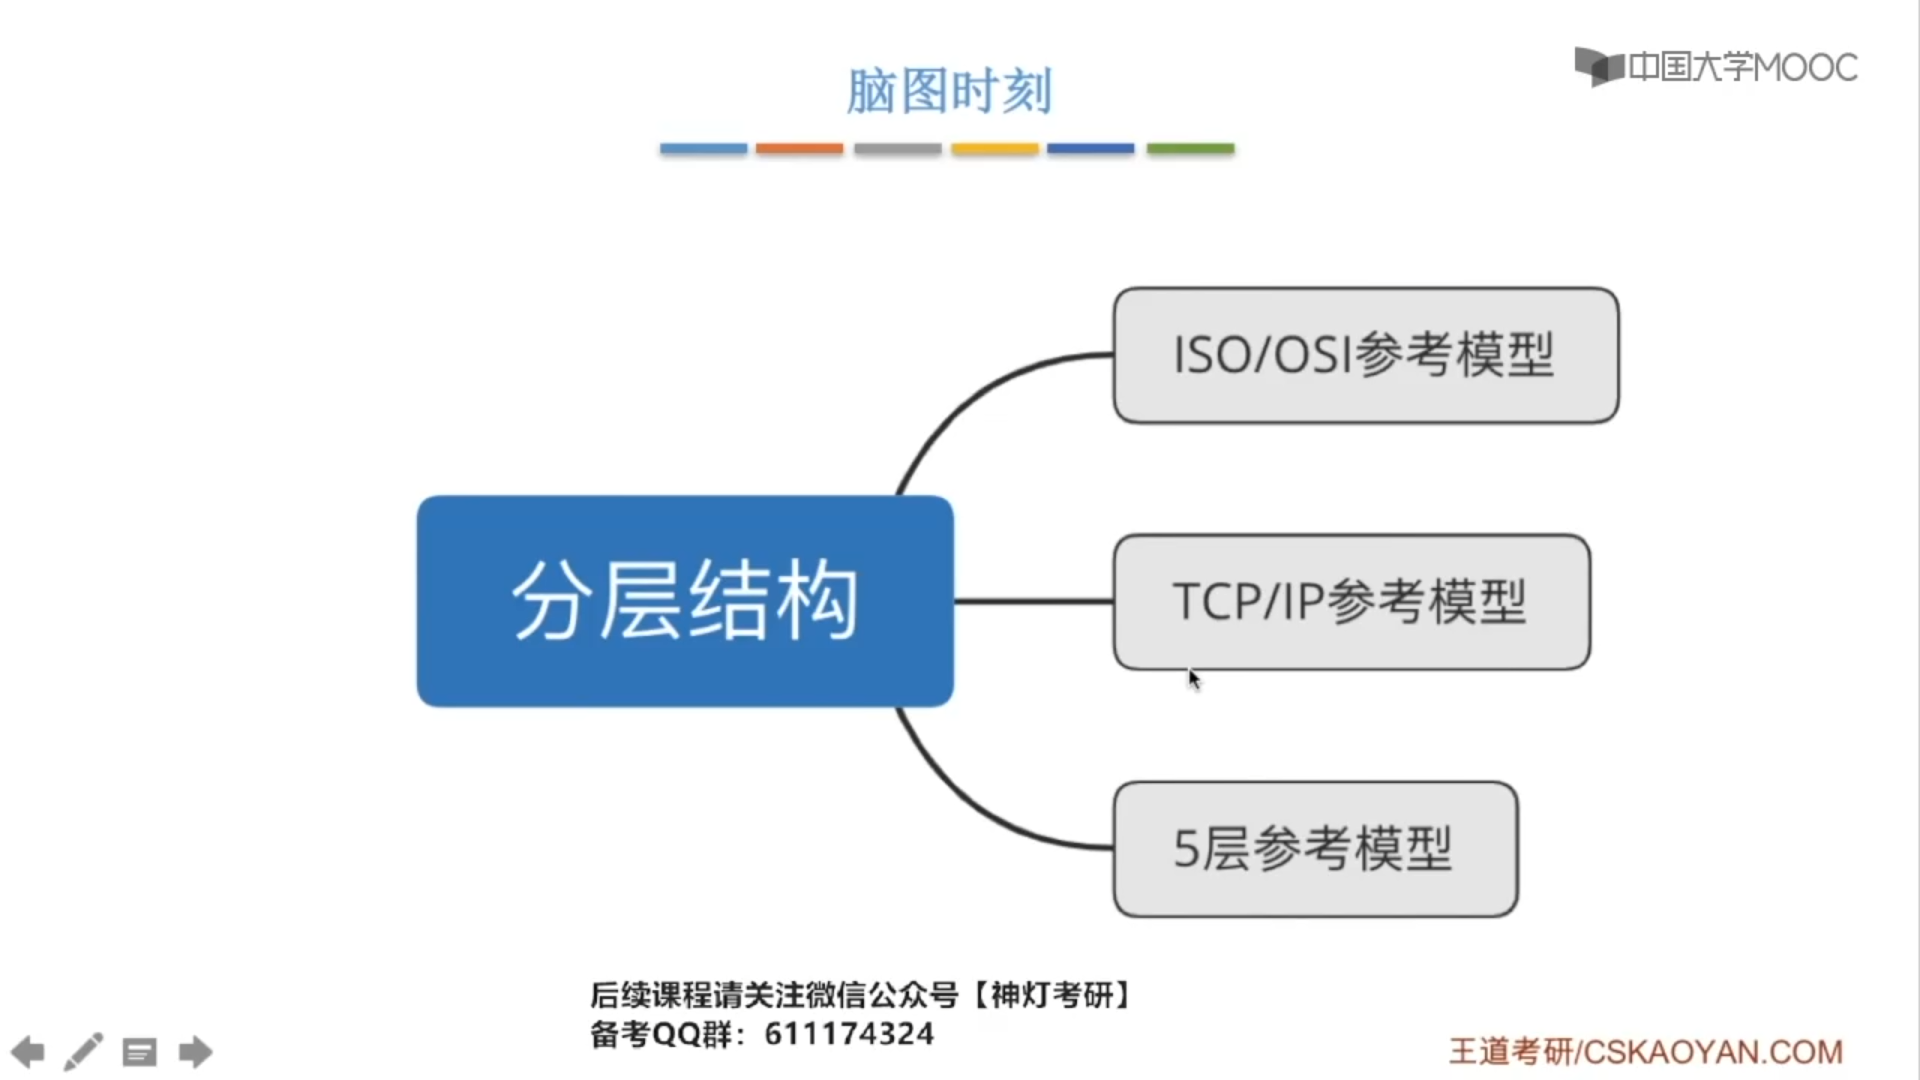 中国大学MOOC
脑图时刻
ISO/OSI参考模型
分层结构
TCP/IP参考模型
5层参考模型
后续课程请关注微信公众号【神灯考研】
备考QQ群：611174324
王道考研/CSKAOYAN.COM